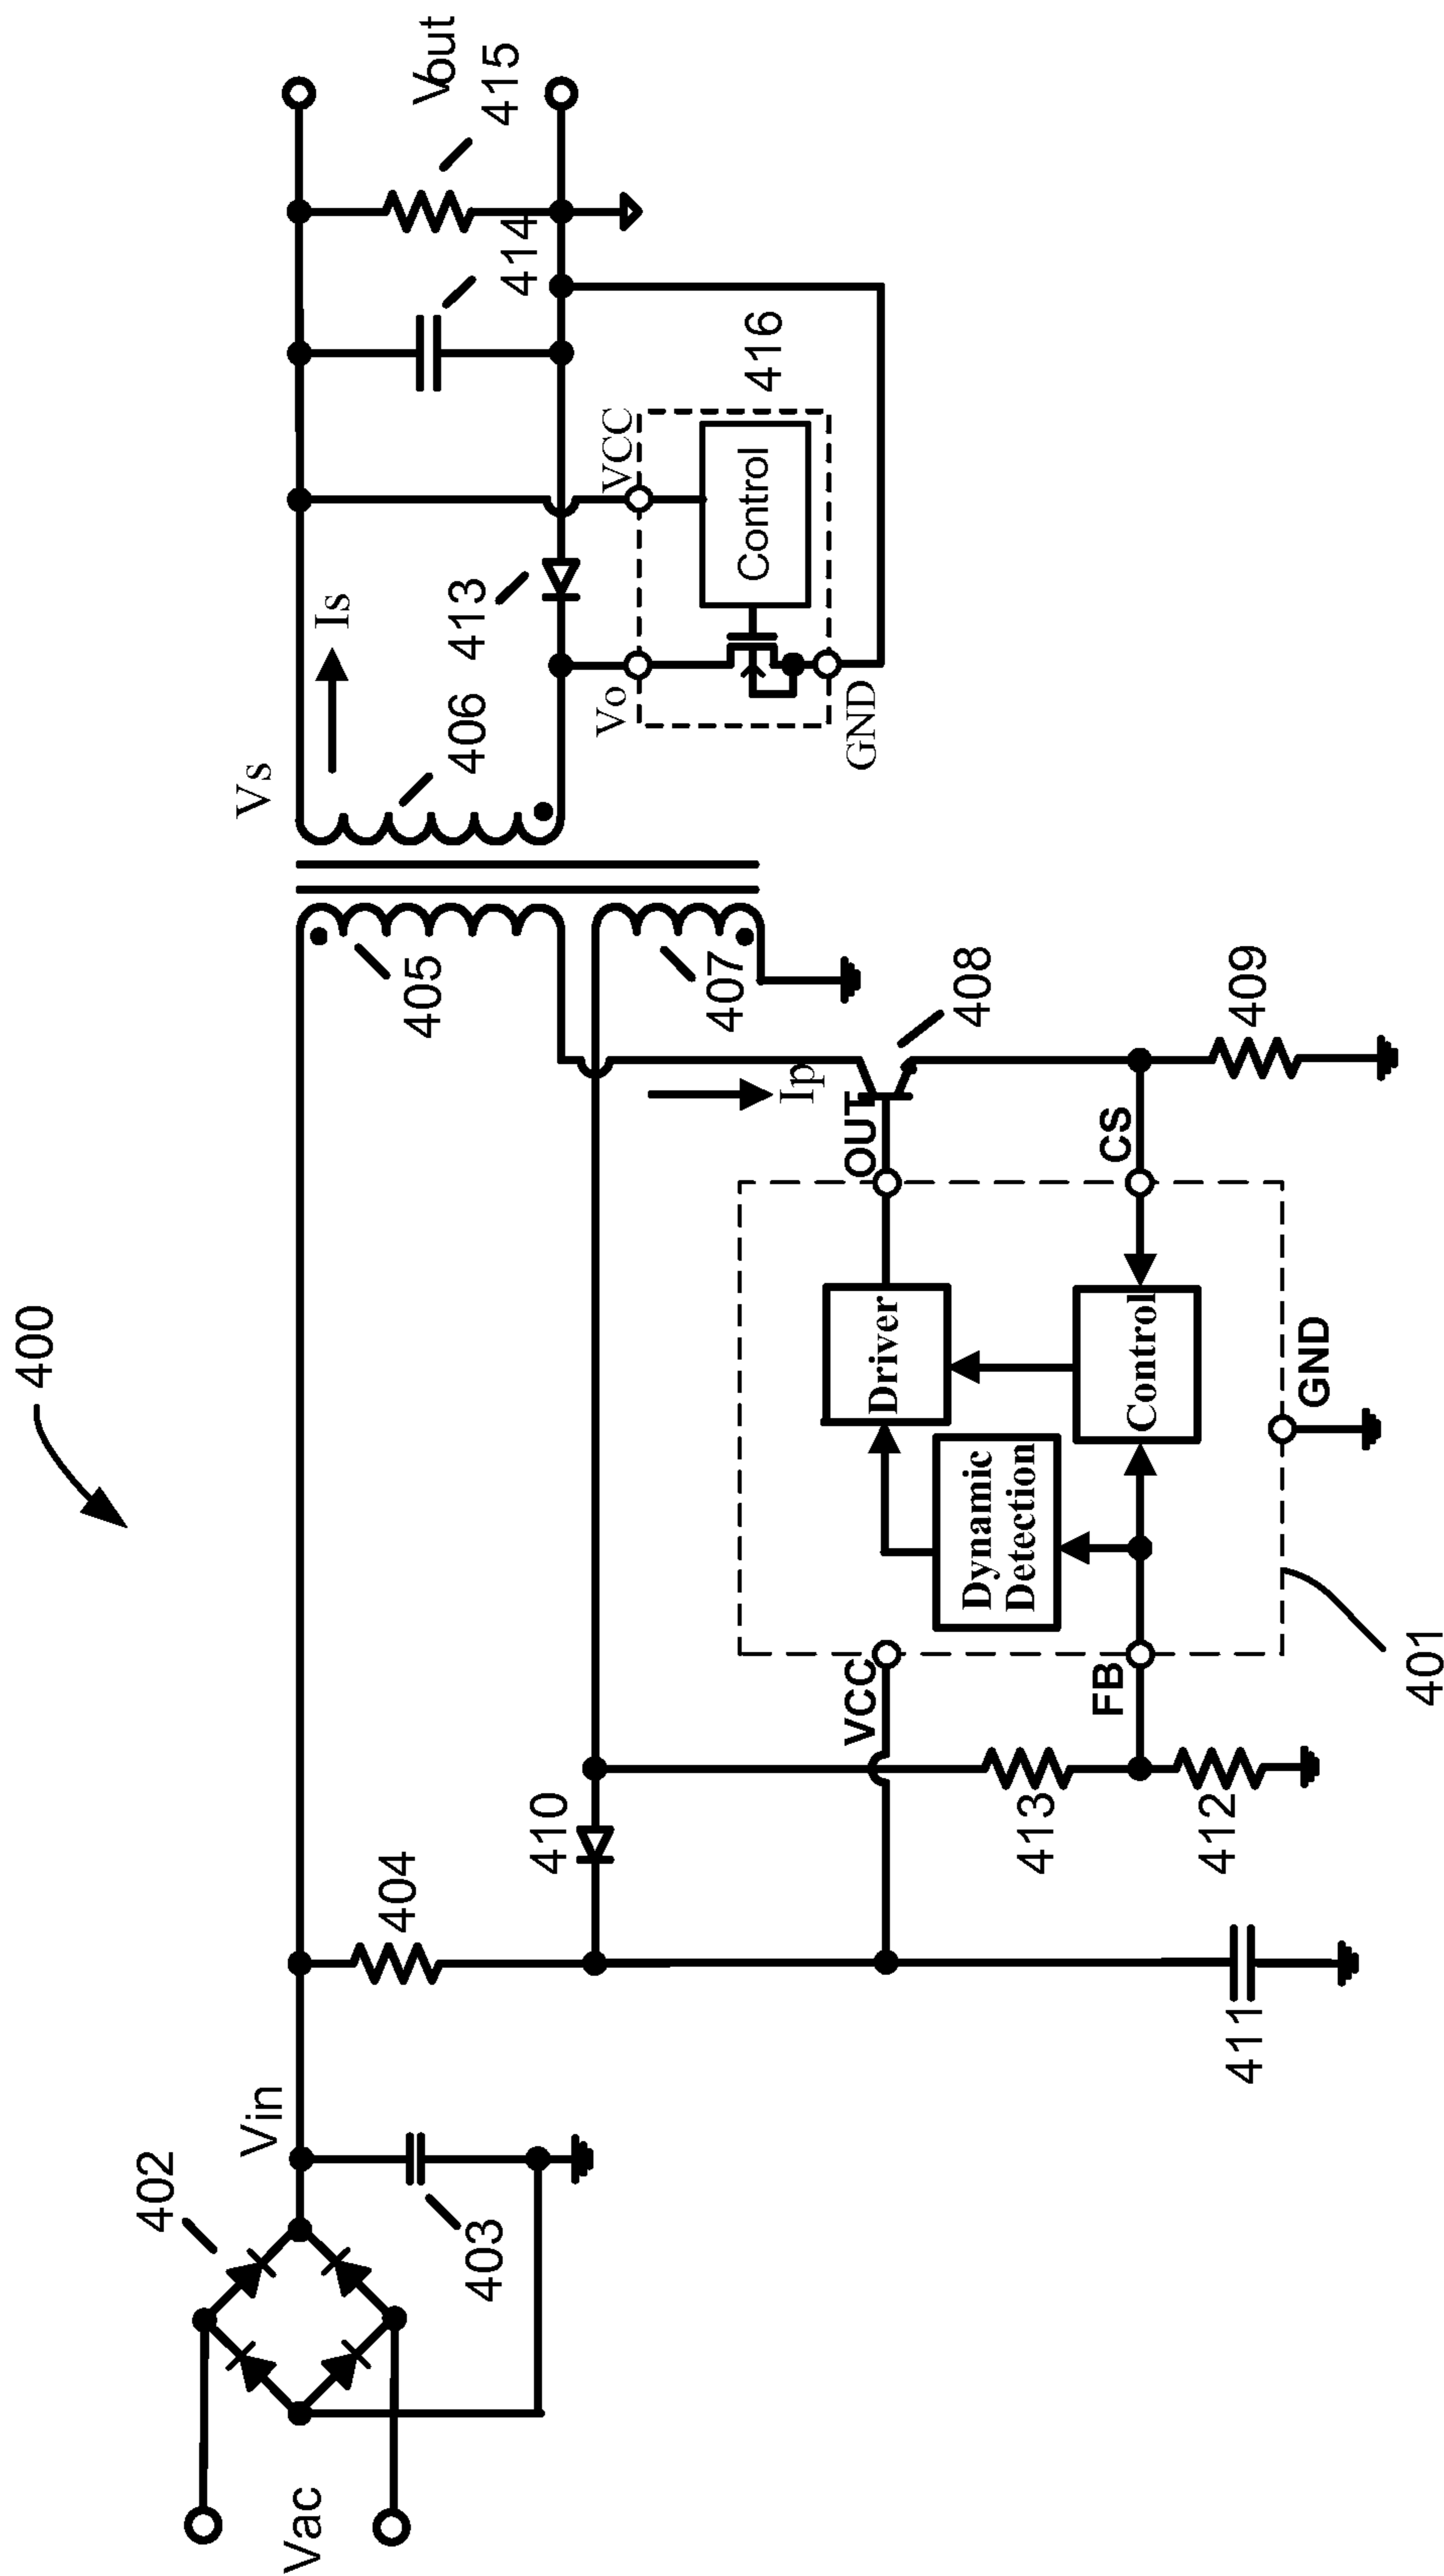 400
Vac
402
Vin
403
404
410
411
405
407
Vs
Is
406
413
414
415
Vout
Vo
VCC
Control
416
GND
Ip
408
409
OUT
CS
VCC
FB
413
412
Driver
Dynamic
Detection
Control
GND
401